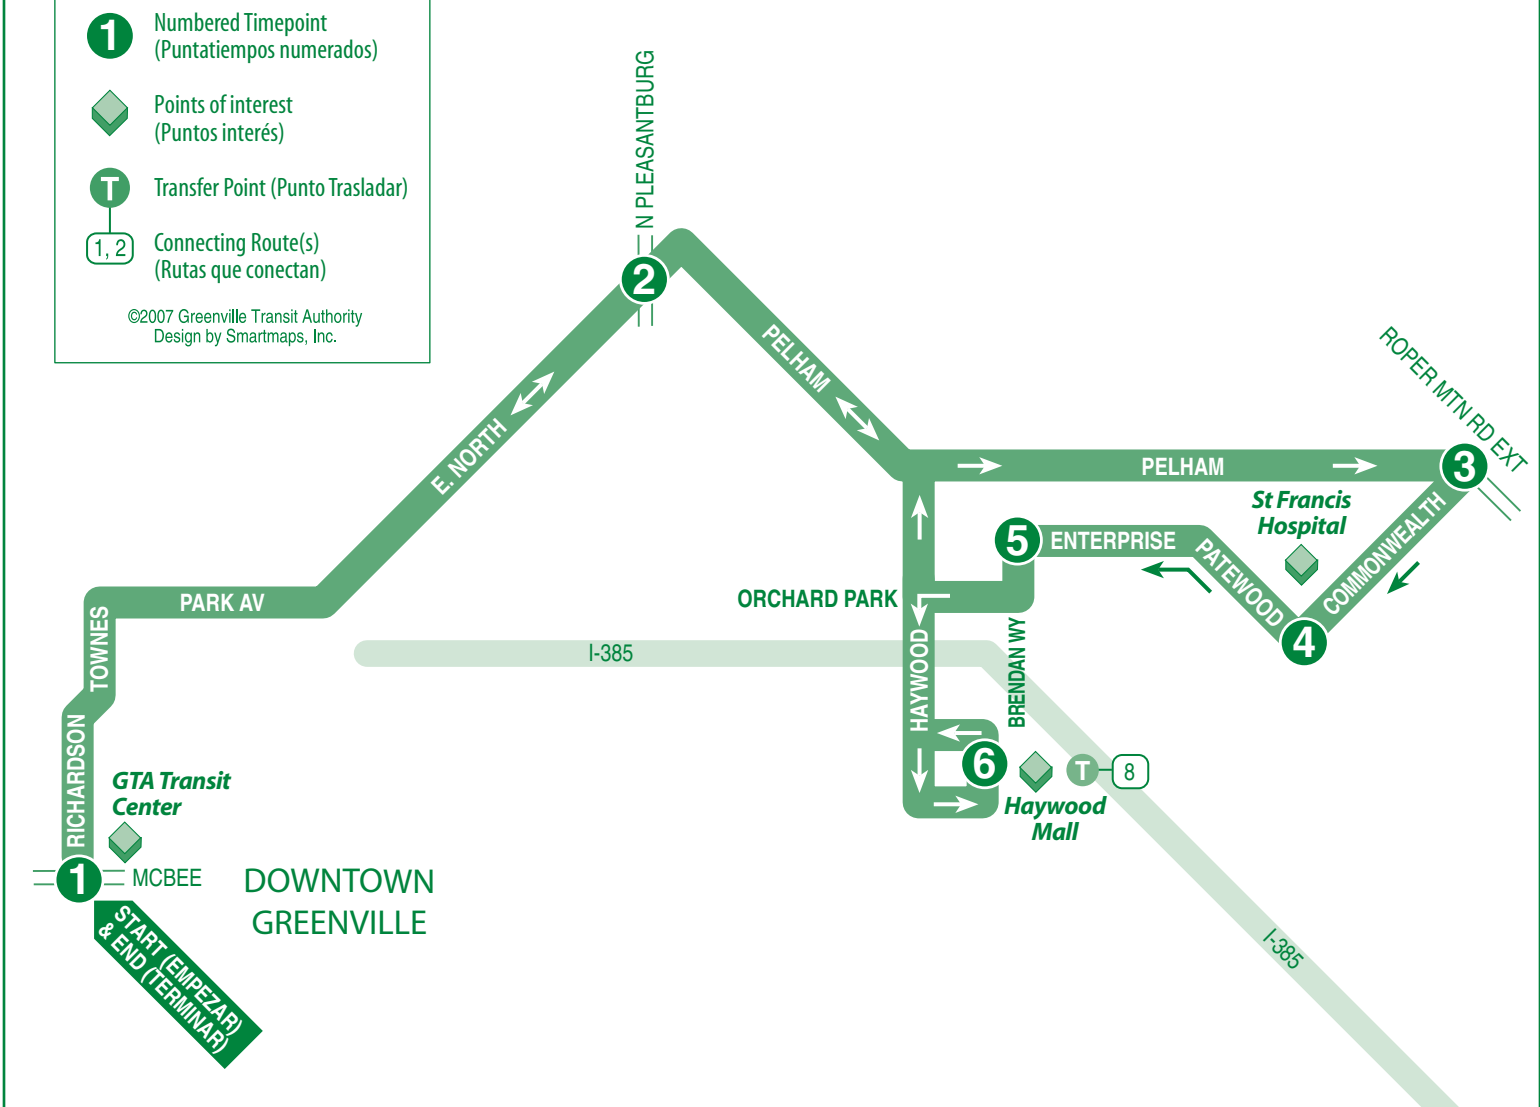 1
Numbered Timepoint
(Puntatiempos numerados)
Points of interest
(Puntos interés)
T
Transfer Point (Punto Trasladar)
1, 2
Connecting Route(s)
(Rutas que conectan)
©2007 Greenville Transit Authority
Design by Smartmaps, Inc.
N PLEASANTBURG
2
PELHAM
ROPER MTN RD EXT
E. NORTH
PELHAM
3
St Francis
Hospital
COMMONWEALTH
5
ENTERPRISE
PATEWOOD
4
PARK AV
TOWNES
ORCHARD PARK
I-385
HAYWOOD
BRENDAN WY
RICHARDSON
GTA Transit
Center
6
T
8
Haywood
Mall
1
MCBEE
DOWNTOWN
GREENVILLE
START (EMPEZAR)
& END (TERMINAR)
I-385